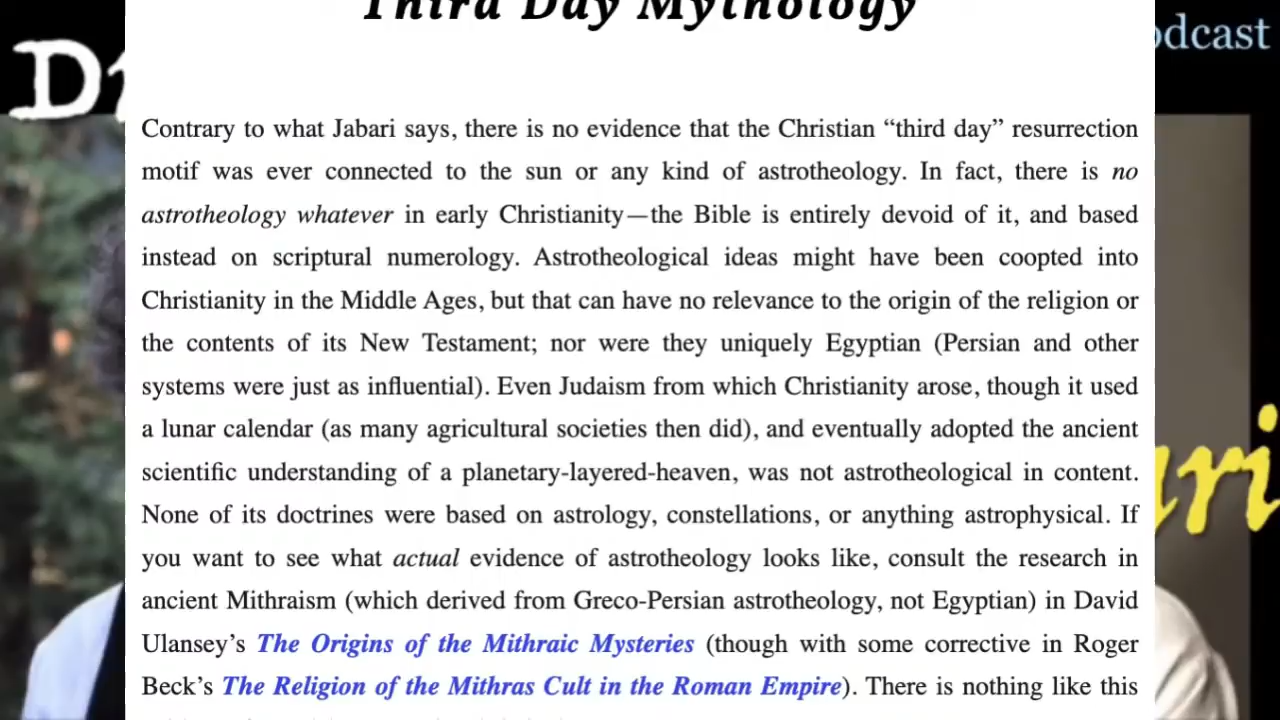 Third Day Mythology
odcast
Contrary to what Jabari says, there is no evidence that the Christian “third day” resurrection
motif was ever connected to the sun or any kind of astrotheology. In fact, there is no
astrotheology whatever in early Christianity—the Bible is entirely devoid of it, and based
instead on scriptural numerology. Astrotheological ideas might have been coopted into
Christianity in the Middle Ages, but that can have no relevance to the origin of the religion or
the contents of its New Testament; nor were they uniquely Egyptian (Persian and other
systems were just as influential). Even Judaism from which Christianity arose, though it used
a lunar calendar (as many agricultural societies then did), and eventually adopted the ancient
scientific understanding of a planetary-layered-heaven, was not astrotheological in content.
None of its doctrines were based on astrology, constellations, or anything astrophysical. If
you want to see what actual evidence of astrotheology looks like, consult the research in
ancient Mithraism (which derived from Greco-Persian astrotheology, not Egyptian) in David
Ulansey’s The Origins of the Mithraic Mysteries (though with some corrective in Roger
Beck’s The Religion of the Mithras Cult in the Roman Empire). There is nothing like this
ri